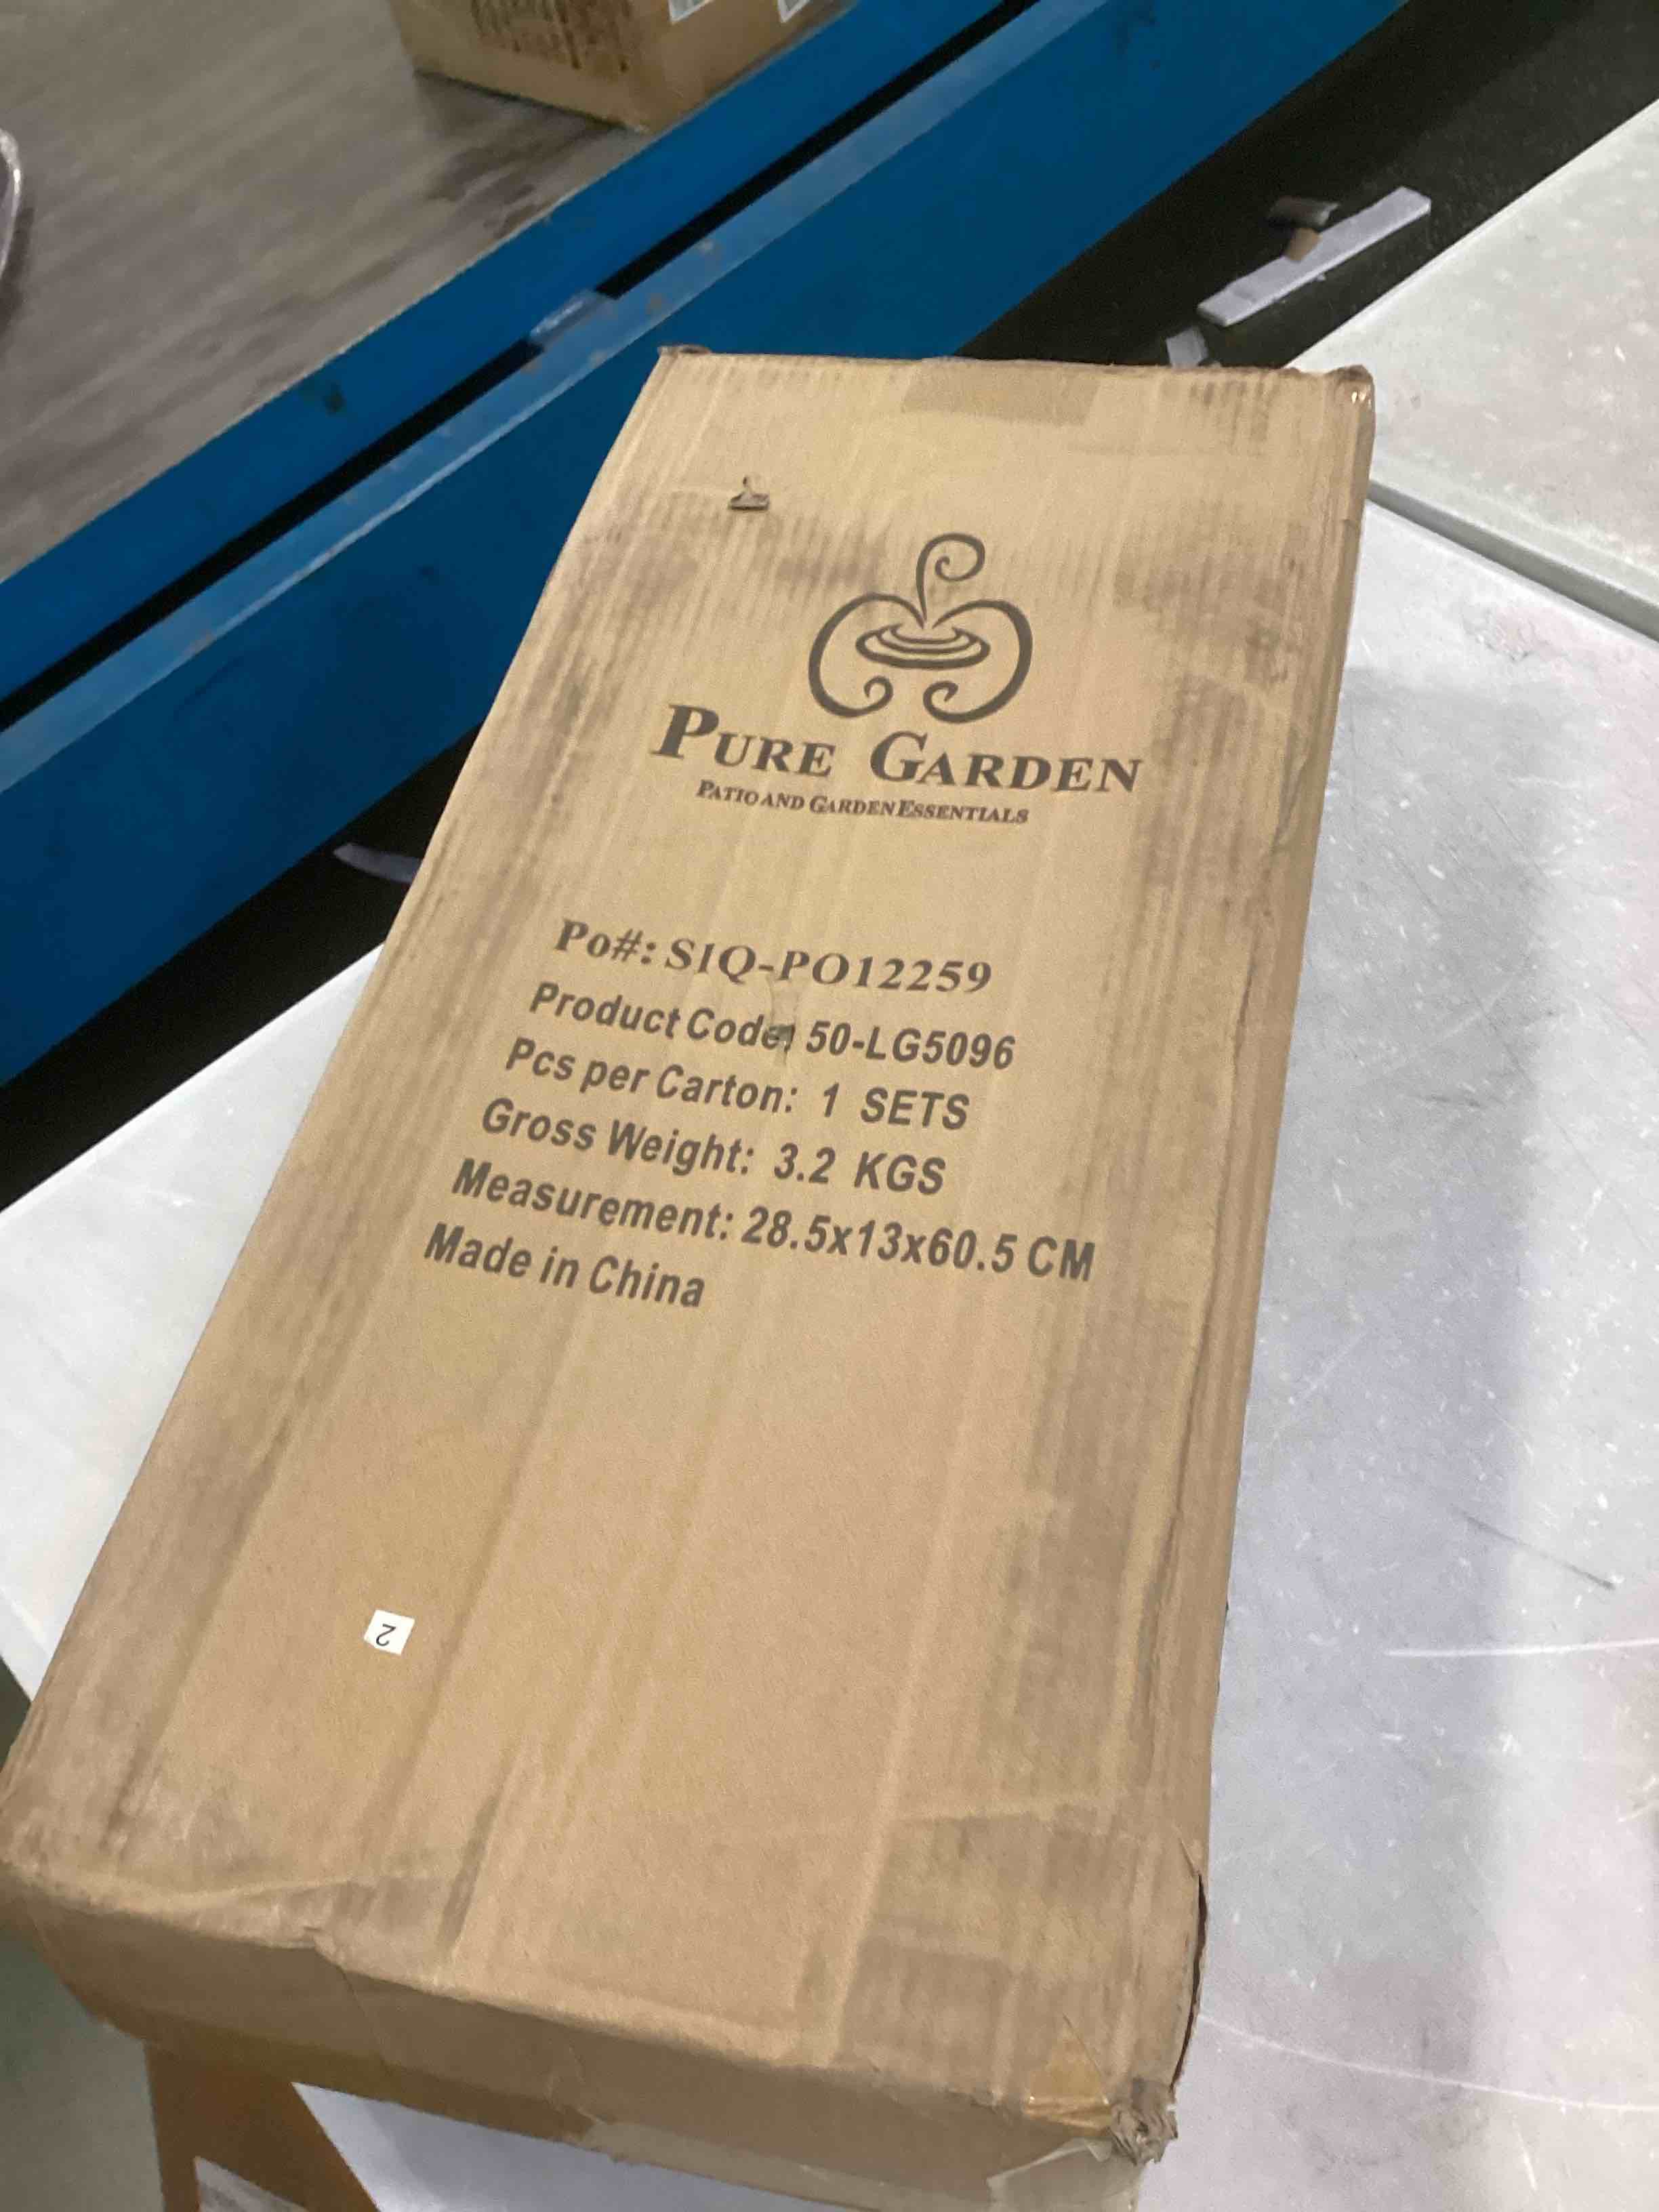 PURE GARDEN
PATIO AND GARDEN ESSENTIALS
Po#: SIQ-PO12259
Product Code: 50-LG5096
Pcs per Carton: 1 SETS
Gross Weight: 3.2 KGS
Measurement: 28.5x13x60.5 CM
Made in China
2